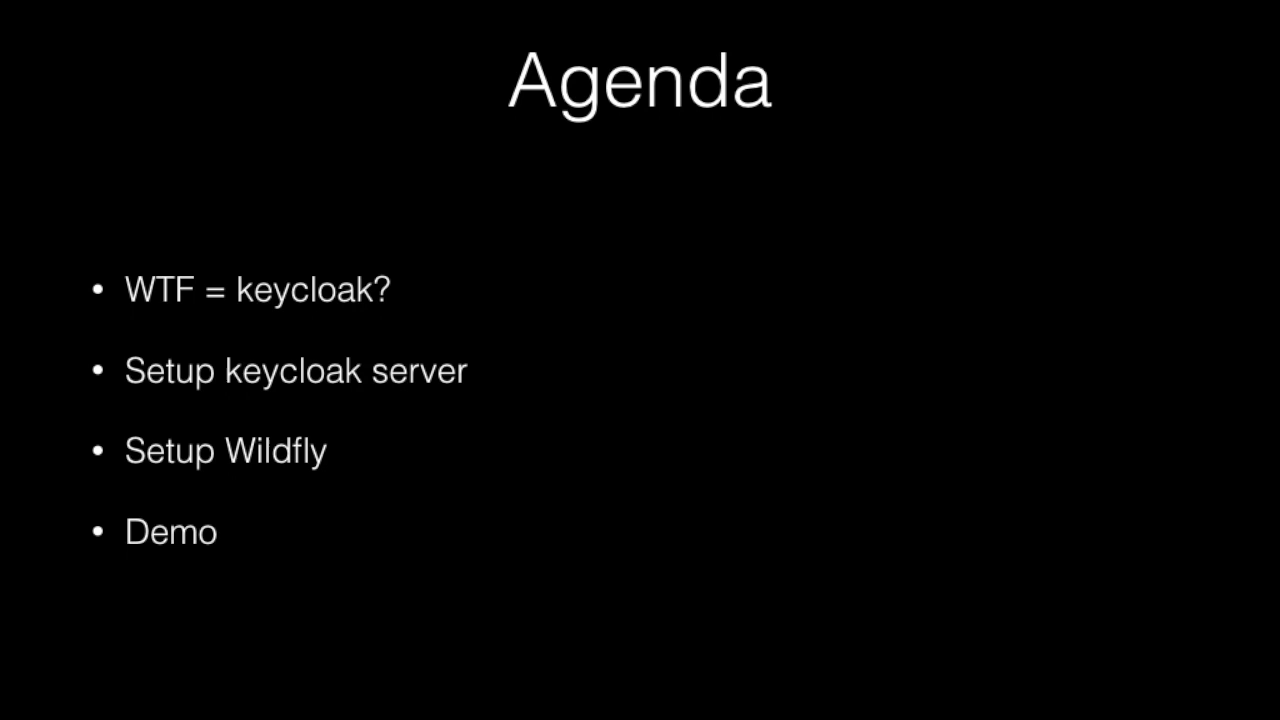 Agenda
• WTF = keycloak?
• Setup keycloak server
• Setup Wildfly
• Demo